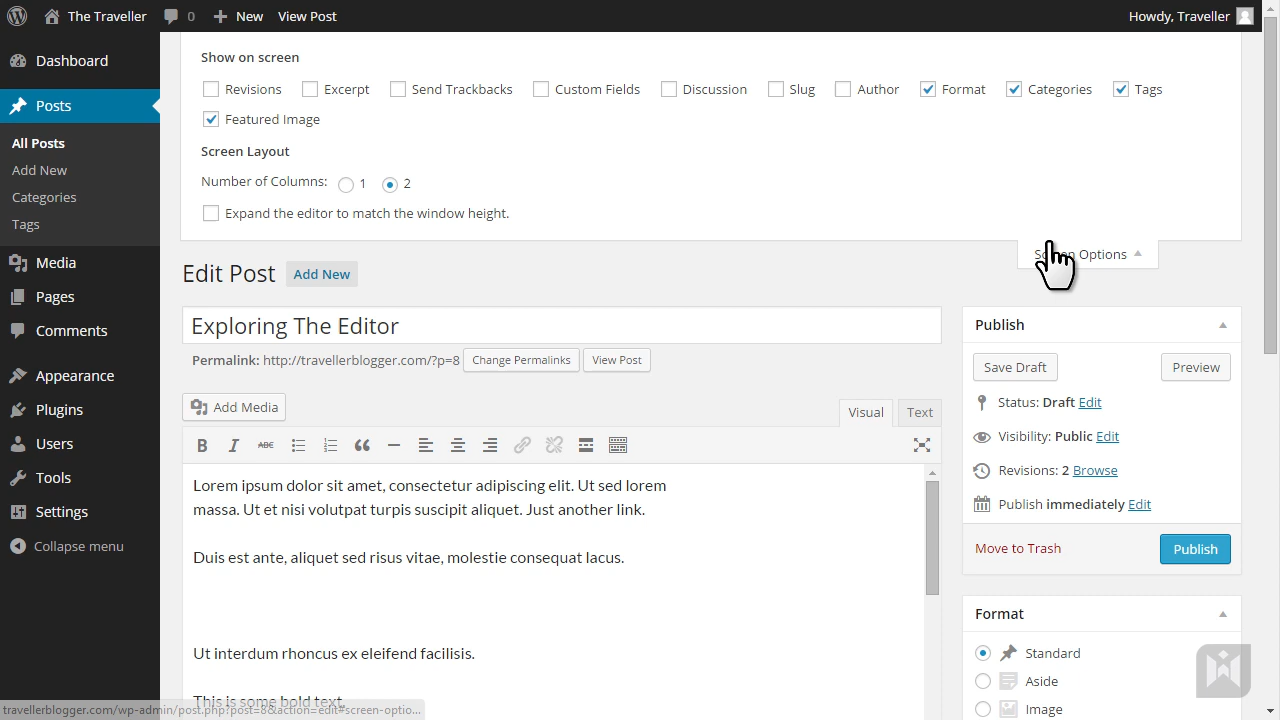 The Traveller 0 New View Post Howdy, Traveller
Dashboard
Posts
All Posts
Add New
Categories
Tags
Media
Pages
Comments
Appearance
Plugins
Users
Tools
Settings
Collapse menu
Show on screen
Revisions Excerpt Send Trackbacks Custom Fields Discussion Slug Author Format Categories Tags
Featured Image
Screen Layout
Number of Columns: 1 2
Expand the editor to match the window height.
Screen Options
Edit Post Add New
Exploring The Editor
Permalink: http://travellerblogger.com/?p=8 Change Permalinks View Post
Add Media Visual Text
B I ABC
Lorem ipsum dolor sit amet, consectetur adipiscing elit. Ut sed lorem
massa. Ut et nisi volutpat turpis suscipit aliquet. Just another link.
Duis est ante, aliquet sed risus vitae, molestie consequat lacus.
Ut interdum rhoncus ex eleifend facilisis.
This is some bold text.
Publish
Save Draft Preview
Status: Draft Edit
Visibility: Public Edit
Revisions: 2 Browse
Publish immediately Edit
Move to Trash Publish
Format
Standard
Aside
Image
travellerblogger.com/wp-admin/post.php?post=8&action=edit#screen-optio...